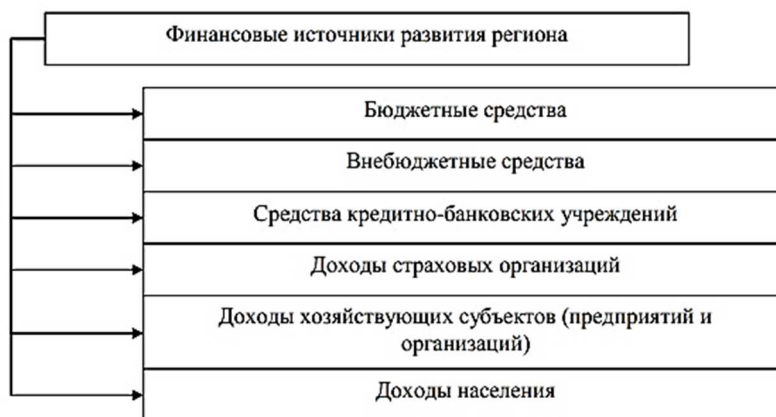 Финансовые источники развития региона
Бюджетные средства
Внебюджетные средства
Средства кредитно-банковских учреждений
Доходы страховых организаций
Доходы хозяйствующих субъектов (предприятий и
организаций)
Доходы населения